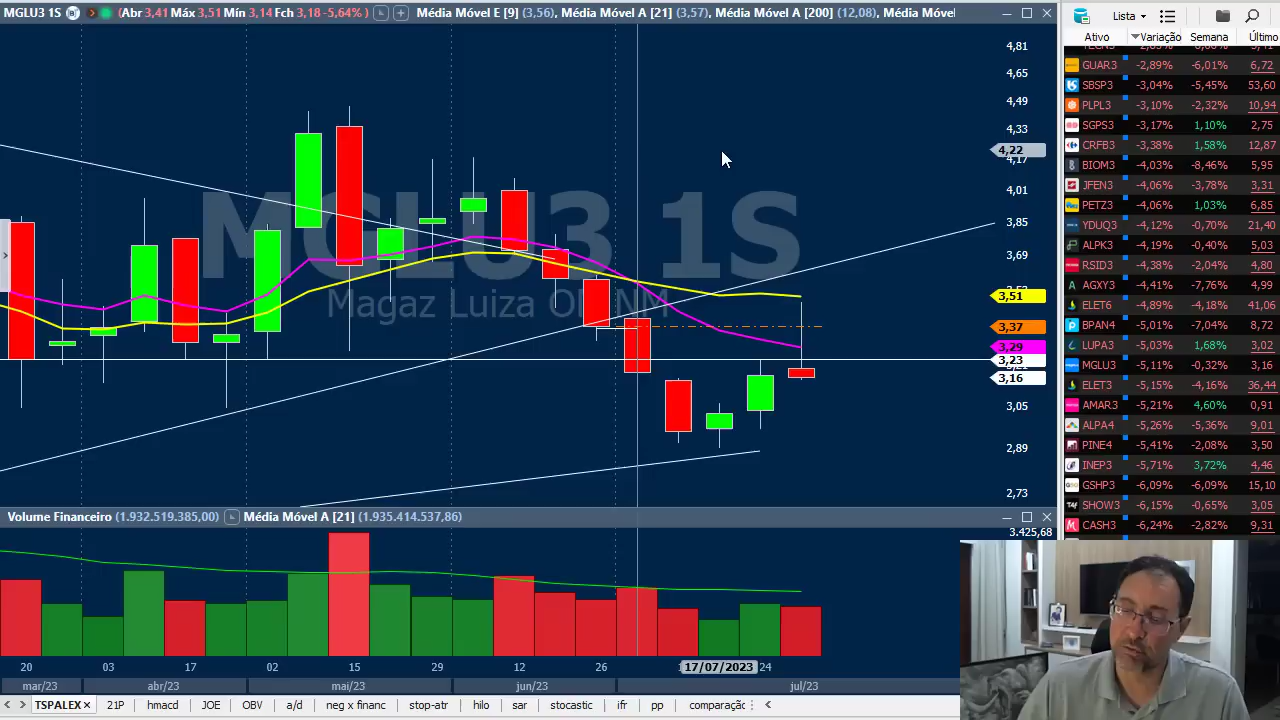 MGLU3 1S (Abr 3,41 Máx 3,51 Mín 3,14 Fch 3,18 -5,64%) Média Móvel E [9] (3,56), Média Móvel A [21] (3,57), Média Móvel A [200] (12,08), Média Móvel
4,81
4,65
4,49
4,33
4,22
4,17
4,01
3,85
3,69
3,51
3,37
3,29
3,23
3,16
3,05
2,89
2,73
MGLU3 1S
Magaz Luiza ON NM
Volume Financeiro (1.932.519.385,00) Média Móvel A [21] (1.935.414.537,86)
3.425,68
20 03 17 02 15 29 12 26 17/07/2023 24
mar/23 abr/23 mai/23 jun/23 jul/23
TSPALEX 21P hmacd JOE OBV a/d neg x financ stop-atr hilo sar stocastic ifr pp comparação
Lista
Ativo Variação Semana Último
GUAR3 -2,89% -6,01% 6,72
SBSP3 -3,04% -5,45% 53,60
PLPL3 -3,10% -2,32% 10,94
SGPS3 -3,17% 1,10% 2,75
CRFB3 -3,38% 1,58% 12,87
BIOM3 -4,03% -8,46% 5,95
JFEN3 -4,06% -3,78% 3,31
PETZ3 -4,06% 1,03% 6,85
YDUQ3 -4,12% -0,70% 21,40
ALPK3 -4,19% -0,40% 5,03
RSID3 -4,38% -2,04% 4,80
AGXY3 -4,41% -7,76% 4,99
ELET6 -4,89% -4,18% 41,06
BPAN4 -5,01% -7,04% 8,72
LUPA3 -5,03% 1,68% 3,02
MGLU3 -5,11% -0,32% 3,16
ELET3 -5,15% -4,16% 36,44
AMAR3 -5,21% 4,60% 0,91
ALPA4 -5,26% -5,36% 9,01
PINE4 -5,41% -2,08% 3,50
INEP3 -5,71% 3,72% 4,46
GSHP3 -6,09% -6,09% 15,10
SHOW3 -6,15% -0,65% 3,05
CASH3 -6,24% -2,82% 9,31